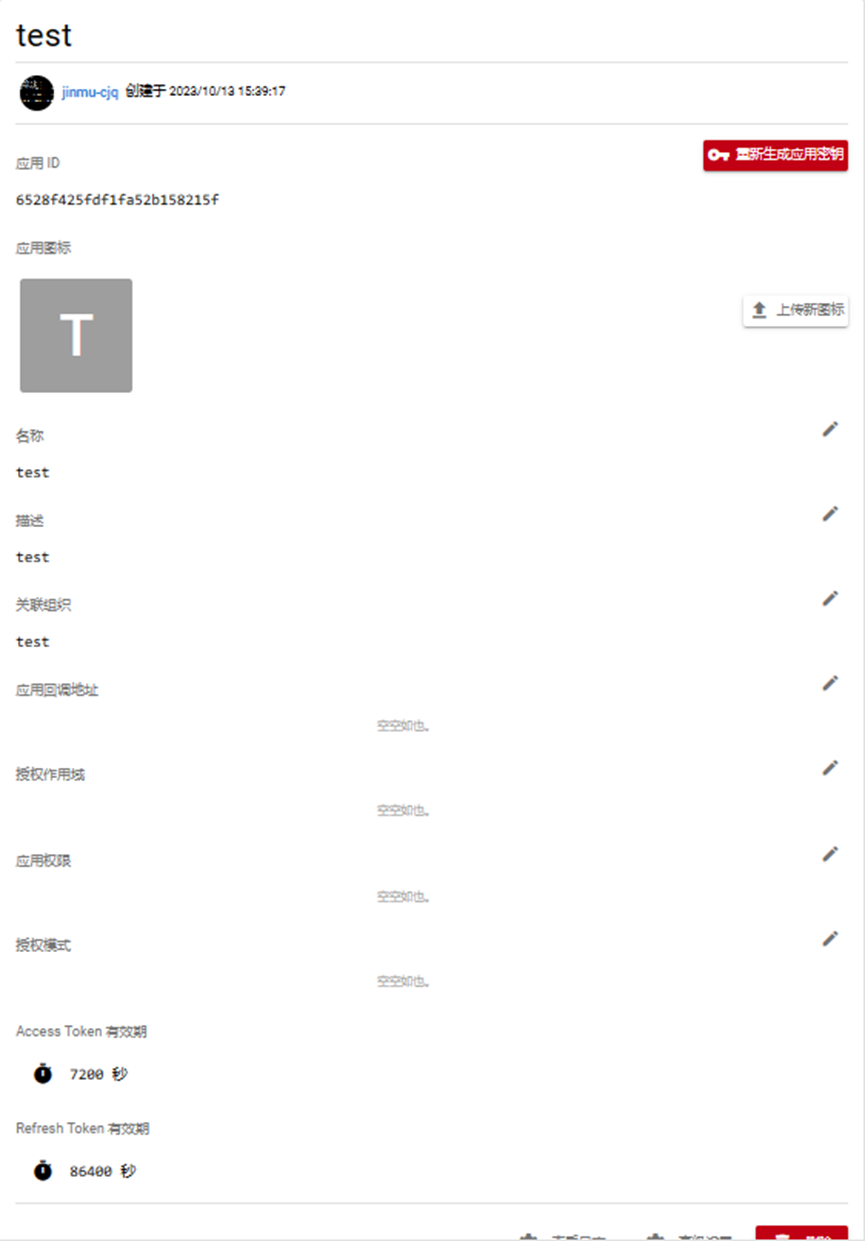 test
jinmu-cjq 创建于 2023/10/13 15:39:17
应用 ID
重新生成应用密钥
6528f425fdf1fa52b158215f
应用图标
T
上传新图标
名称
test
描述
test
关联组织
test
应用回调地址
空空如也。
授权作用域
空空如也。
应用权限
空空如也。
授权模式
空空如也。
Access Token 有效期
7200 秒
Refresh Token 有效期
86400 秒